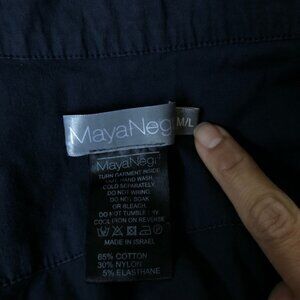 MayaNegri
M/L
MayaNegri
TURN GARMENT INSIDE
OUT, HAND WASH,
COLD SEPARATELY.
DO NOT WRING.
DO NOT SOAK
OR BLEACH.
DO NOT TUMBLE DRY
COOL IRON ON REVERSE
MADE IN ISRAEL
65% COTTON
30% NYLON
5% ELASTHANE